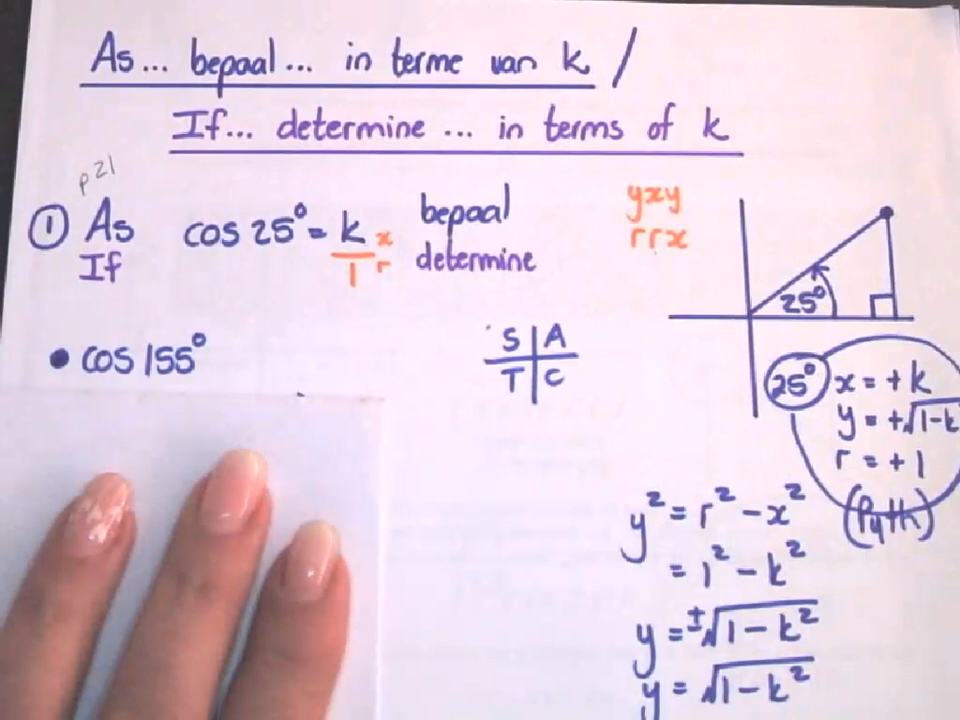 As... bepaal... in terme van k /
If... determine ... in terms of k
p21
① As cos 25° = k x bepaal
If 1 r determine
y x y
r r x
25°
• cos 155°
S A
T C
25° x = +k
y = +√1-k
r = +1
(Pyth)
y² = r² - x²
= 1² - k²
y = ±√1 - k²
y = √1 - k²